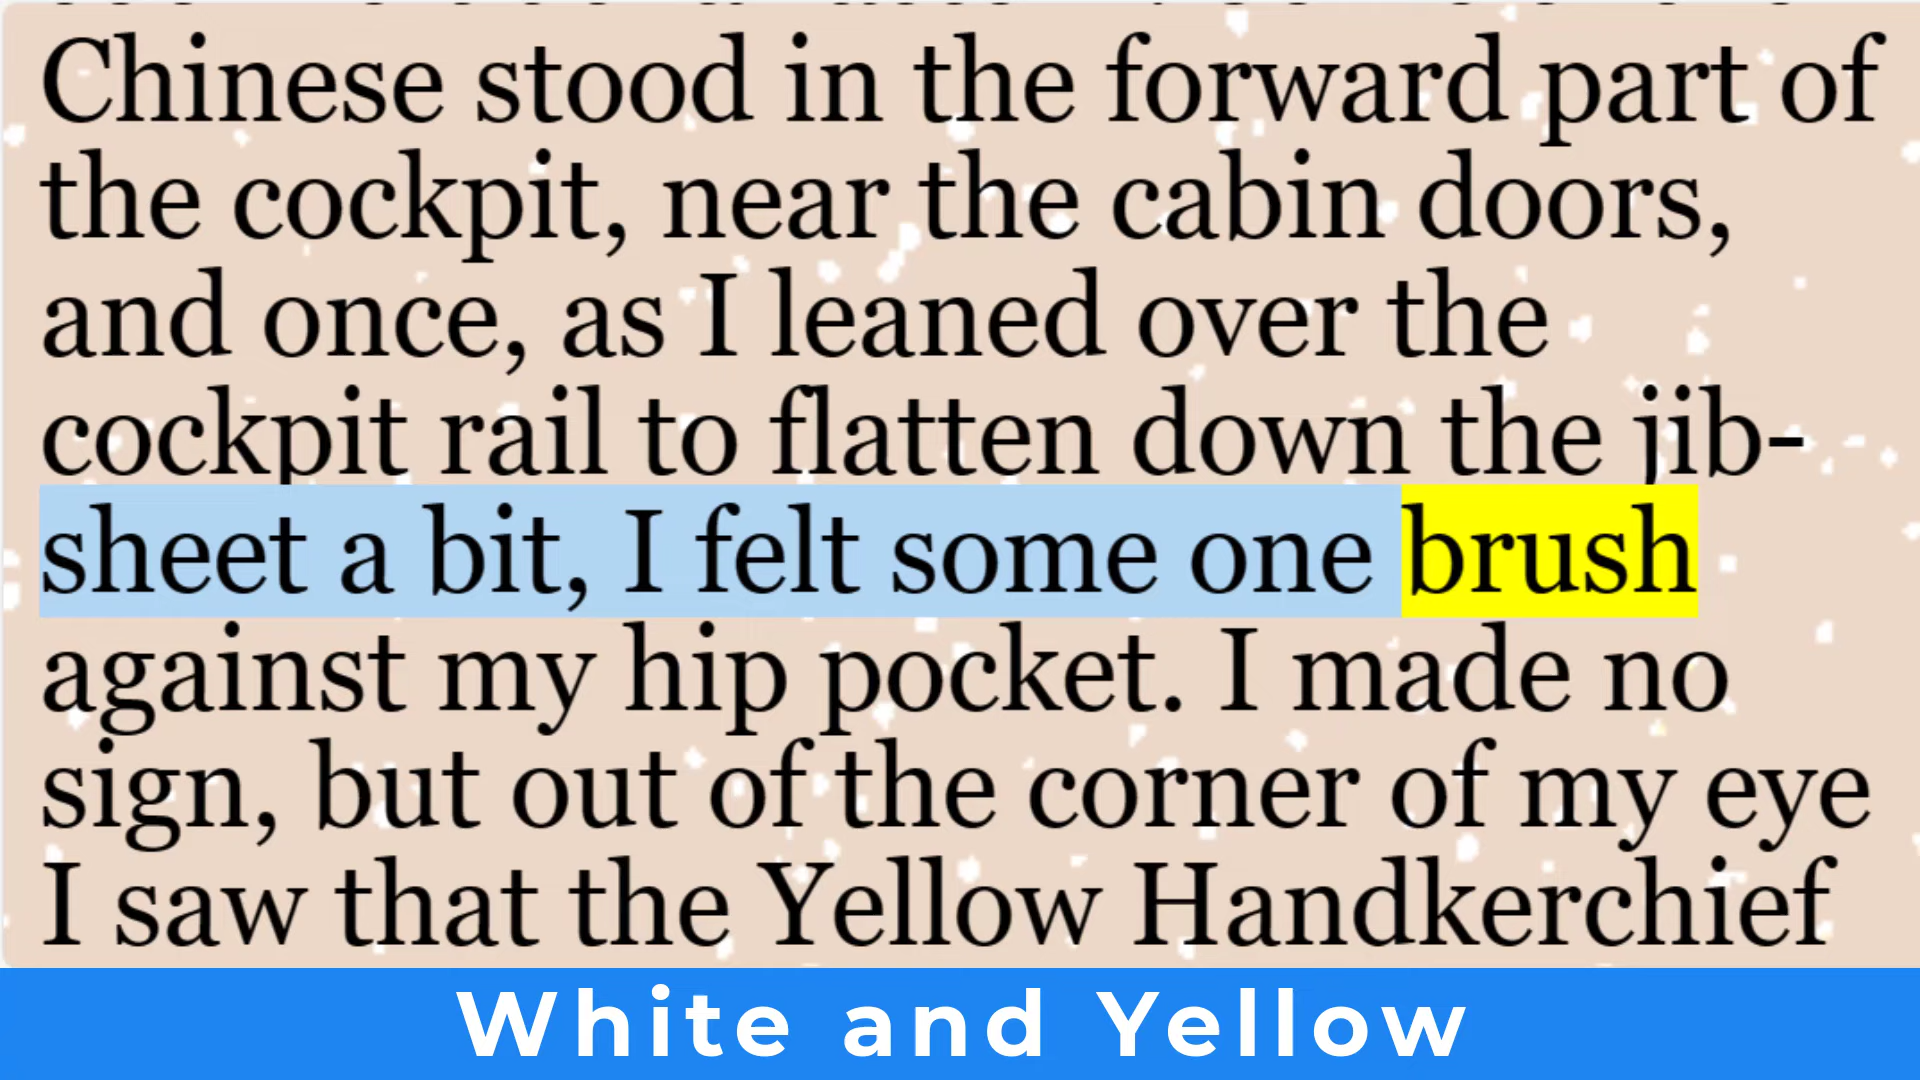 Chinese stood in the forward part of
the cockpit, near the cabin doors,
and once, as I leaned over the
cockpit rail to flatten down the jib-
sheet a bit, I felt some one brush
against my hip pocket. I made no
sign, but out of the corner of my eye
I saw that the Yellow Handkerchief
White and Yellow